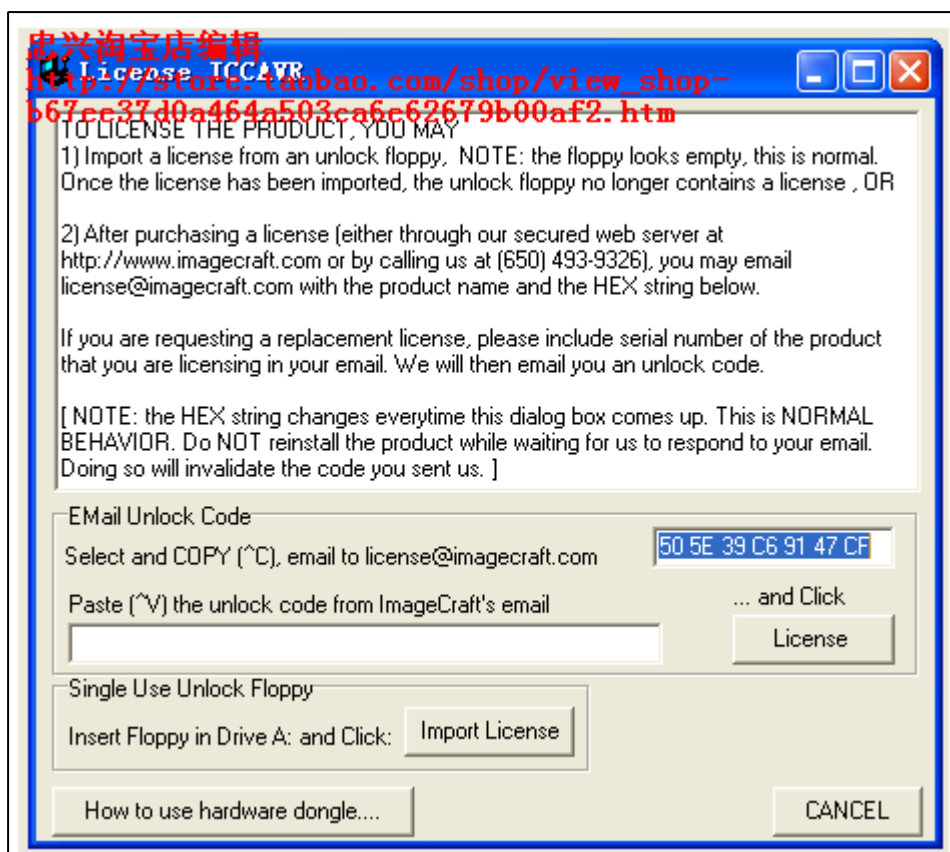 忠兴淘宝店编辑
License ICCAVR
http://store.taobao.com/shop/view_shop-
b67ee37d0a464a503ca6e62679b00af2.htm
TO LICENSE THE PRODUCT, YOU MAY
1) Import a license from an unlock floppy,  NOTE: the floppy looks empty, this is normal.
Once the license has been imported, the unlock floppy no longer contains a license , OR
2) After purchasing a license (either through our secured web server at
http://www.imagecraft.com or by calling us at (650) 493-9326), you may email
license@imagecraft.com with the product name and the HEX string below.
If you are requesting a replacement license, please include serial number of the product
that you are licensing in your email. We will then email you an unlock code.
[ NOTE: the HEX string changes everytime this dialog box comes up. This is NORMAL
BEHAVIOR. Do NOT reinstall the product while waiting for us to respond to your email.
Doing so will invalidate the code you sent us. ]
EMail Unlock Code
Select and COPY (^C), email to license@imagecraft.com
50 5E 39 C6 91 47 CF
Paste (^V) the unlock code from ImageCraft's email
... and Click
License
Single Use Unlock Floppy
Insert Floppy in Drive A: and Click:
Import License
How to use hardware dongle....
CANCEL